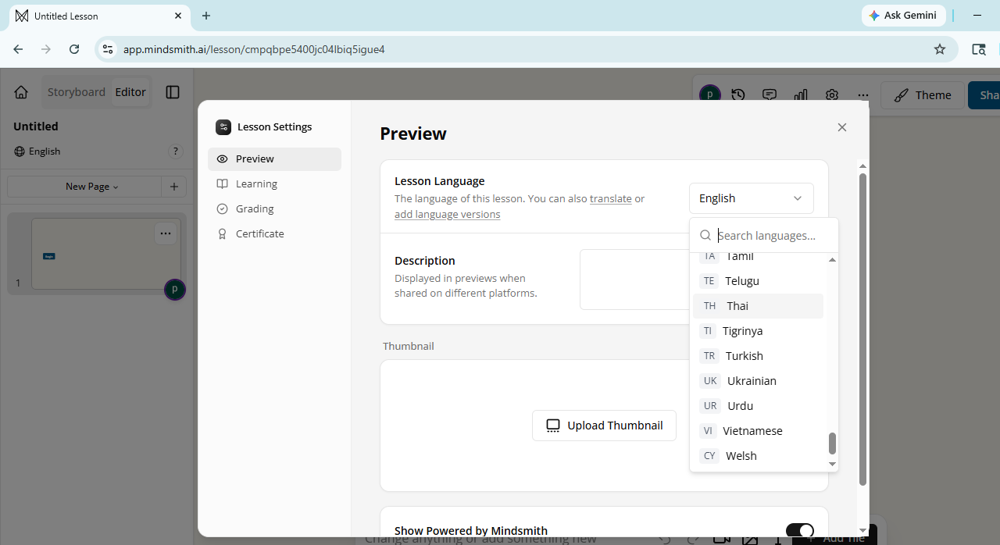 Untitled Lesson
Ask Gemini
app.mindsmith.ai/lesson/cmpqbpe5400jc04lbiq5igue4
Storyboard
Editor
p
Theme
Sha
Untitled
English
?
New Page
Begin
1
p
Lesson Settings
Preview
Learning
Grading
Certificate
Preview
Lesson Language
The language of this lesson. You can also translate or
add language versions
English
Search languages...
TA Tamil
TE Telugu
TH Thai
TI Tigrinya
TR Turkish
UK Ukrainian
UR Urdu
VI Vietnamese
CY Welsh
Description
Displayed in previews when
shared on different platforms.
Thumbnail
Upload Thumbnail
Show Powered by Mindsmith
Change anything or add something new
Add Tile